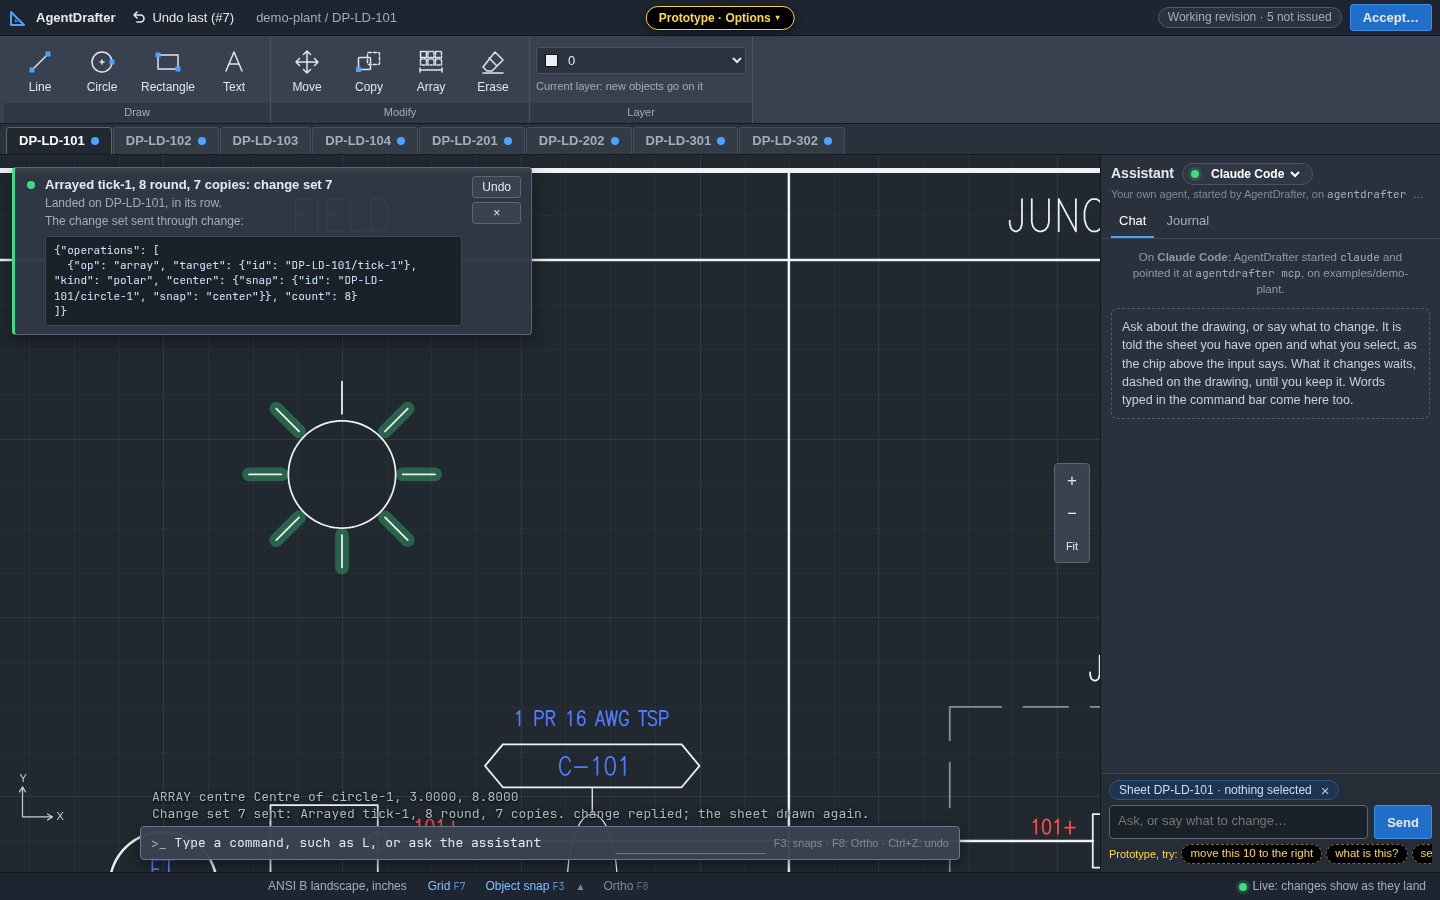 AgentDrafter
Undo last (#7)
demo-plant / DP-LD-101
Prototype · Options
Working revision · 5 not issued
Accept…
Line
Circle
Rectangle
Text
Draw
Move
Copy
Array
Erase
Modify
0
Current layer: new objects go on it
Layer
DP-LD-101
DP-LD-102
DP-LD-103
DP-LD-104
DP-LD-201
DP-LD-202
DP-LD-301
DP-LD-302
Arrayed tick-1, 8 round, 7 copies: change set 7
Landed on DP-LD-101, in its row.
The change set sent through change:
Undo
×
{"operations": [
{"op": "array", "target": {"id": "DP-LD-101/tick-1"},
"kind": "polar", "center": {"snap": {"id": "DP-LD-
101/circle-1", "snap": "center"}}, "count": 8}
]}
FIELD
JUNC
+
−
Fit
1 PR 16 AWG TSP
C-101
101+
101+
Y
X
ARRAY centre Centre of circle-1, 3.0000, 8.8000
Change set 7 sent: Arrayed tick-1, 8 round, 7 copies. change replied; the sheet drawn again.
>_ Type a command, such as L, or ask the assistant
F3: snaps · F8: Ortho · Ctrl+Z: undo
Assistant
Claude Code
Your own agent, started by AgentDrafter, on agentdrafter …
Chat
Journal
On Claude Code: AgentDrafter started claude and
pointed it at agentdrafter mcp, on examples/demo-
plant.
Ask about the drawing, or say what to change. It is
told the sheet you have open and what you select, as
the chip above the input says. What it changes waits,
dashed on the drawing, until you keep it. Words
typed in the command bar come here too.
Sheet DP-LD-101 · nothing selected ×
Ask, or say what to change…
Send
Prototype, try:
move this 10 to the right
what is this?
se
ANSI B landscape, inches
Grid F7
Object snap F3
Ortho F8
Live: changes show as they land